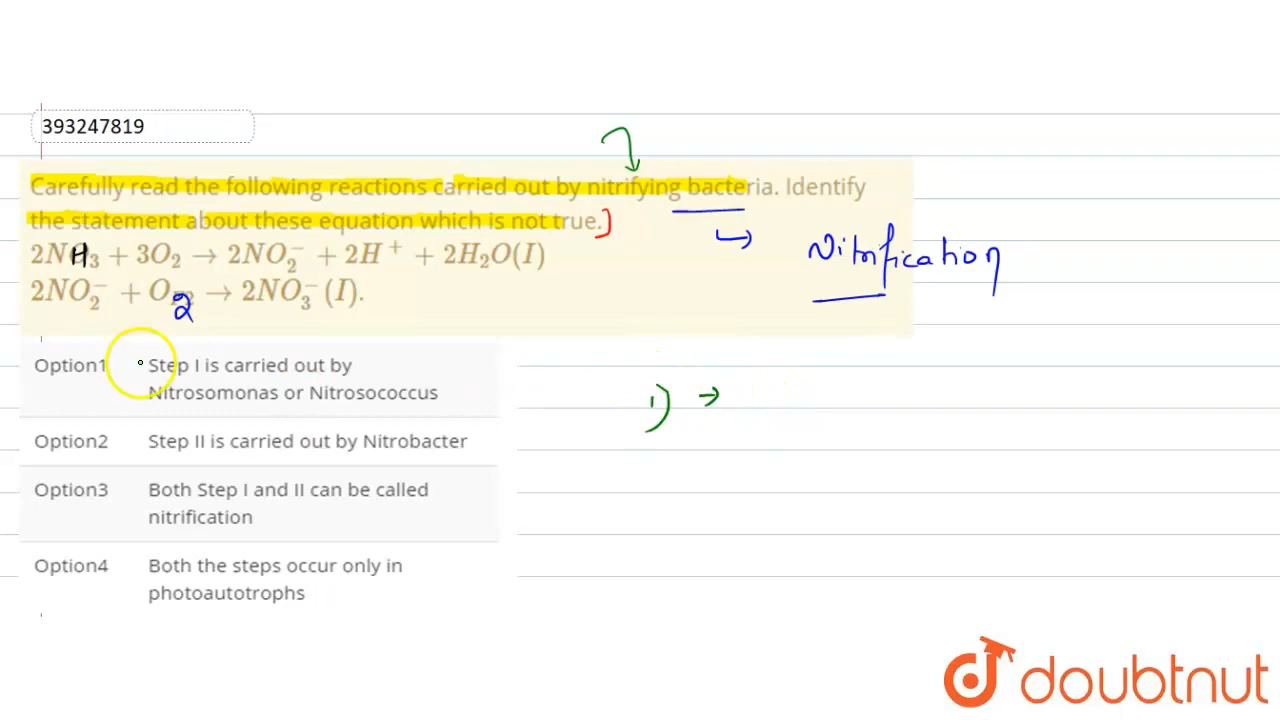 393247819
Carefully read the following reactions carried out by nitrifying bacteria. Identify
the statement about these equation which is not true.]
2NH₃ + 3O₂ → 2NO₂⁻ + 2H⁺ + 2H₂O(I)
2NO₂⁻ + O₂ → 2NO₃⁻(I).
Nitrification
Option1 Step I is carried out by
Nitrosomonas or Nitrosococcus
1) →
Option2 Step II is carried out by Nitrobacter
Option3 Both Step I and II can be called
nitrification
Option4 Both the steps occur only in
photoautotrophs
doubtnut